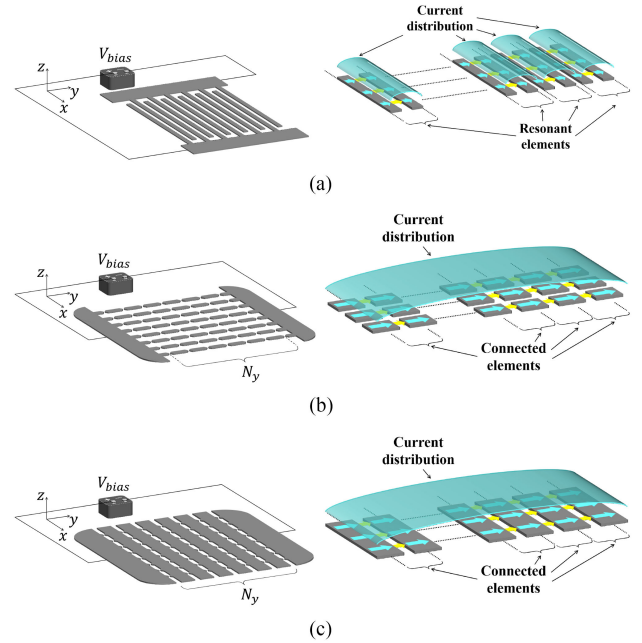 Current
distribution
V_bias
z
y
x
Resonant
elements
(a)
Current
distribution
V_bias
z
y
x
N_y
Connected
elements
(b)
Current
distribution
V_bias
z
y
x
N_y
Connected
elements
(c)